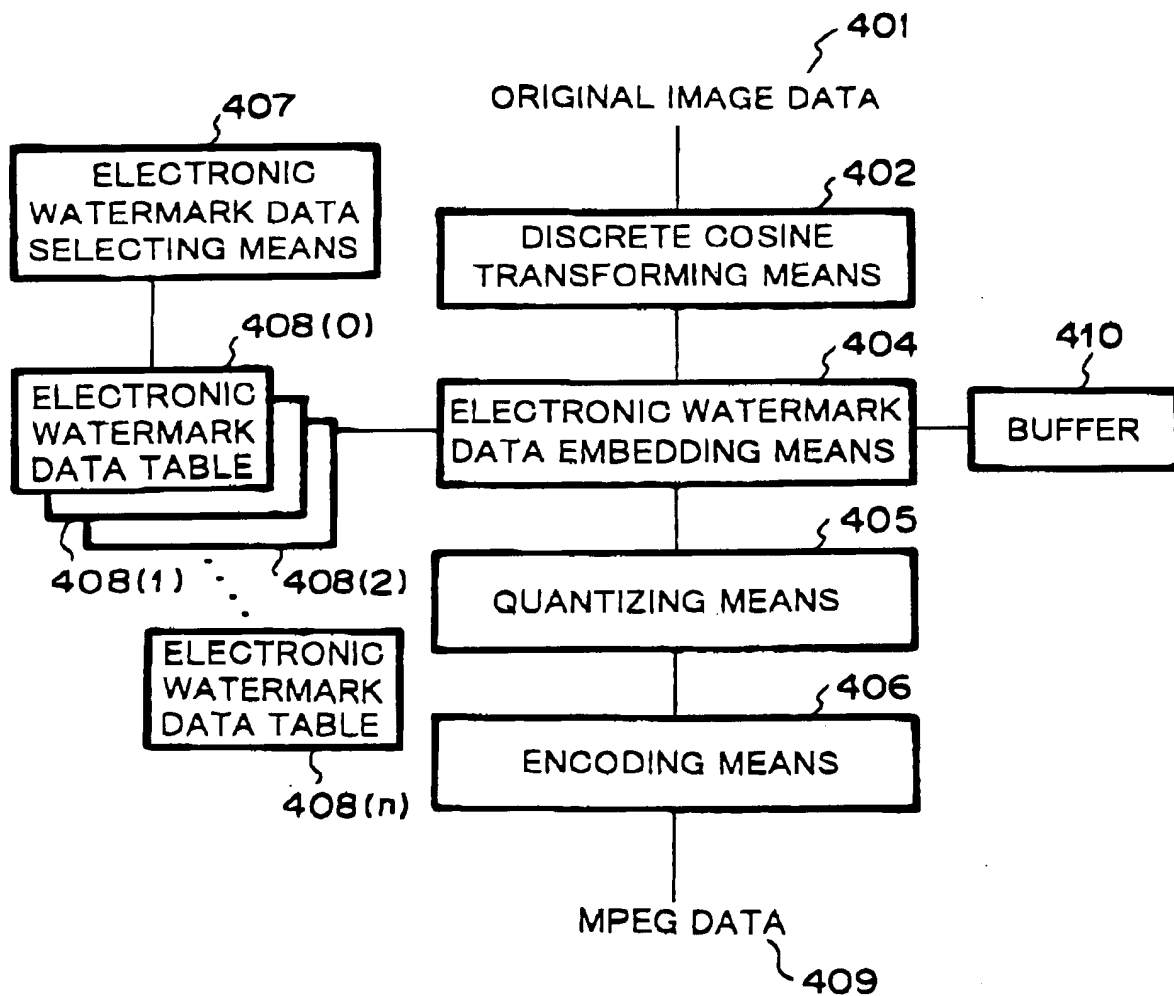 401
ORIGINAL IMAGE DATA
407
ELECTRONIC
WATERMARK DATA
SELECTING MEANS
402
DISCRETE COSINE
TRANSFORMING MEANS
408(0)
ELECTRONIC
WATERMARK
DATA TABLE
404
ELECTRONIC WATERMARK
DATA EMBEDDING MEANS
410
BUFFER
408(1)
408(2)
405
QUANTIZING MEANS
ELECTRONIC
WATERMARK
DATA TABLE
408(n)
406
ENCODING MEANS
MPEG DATA
409